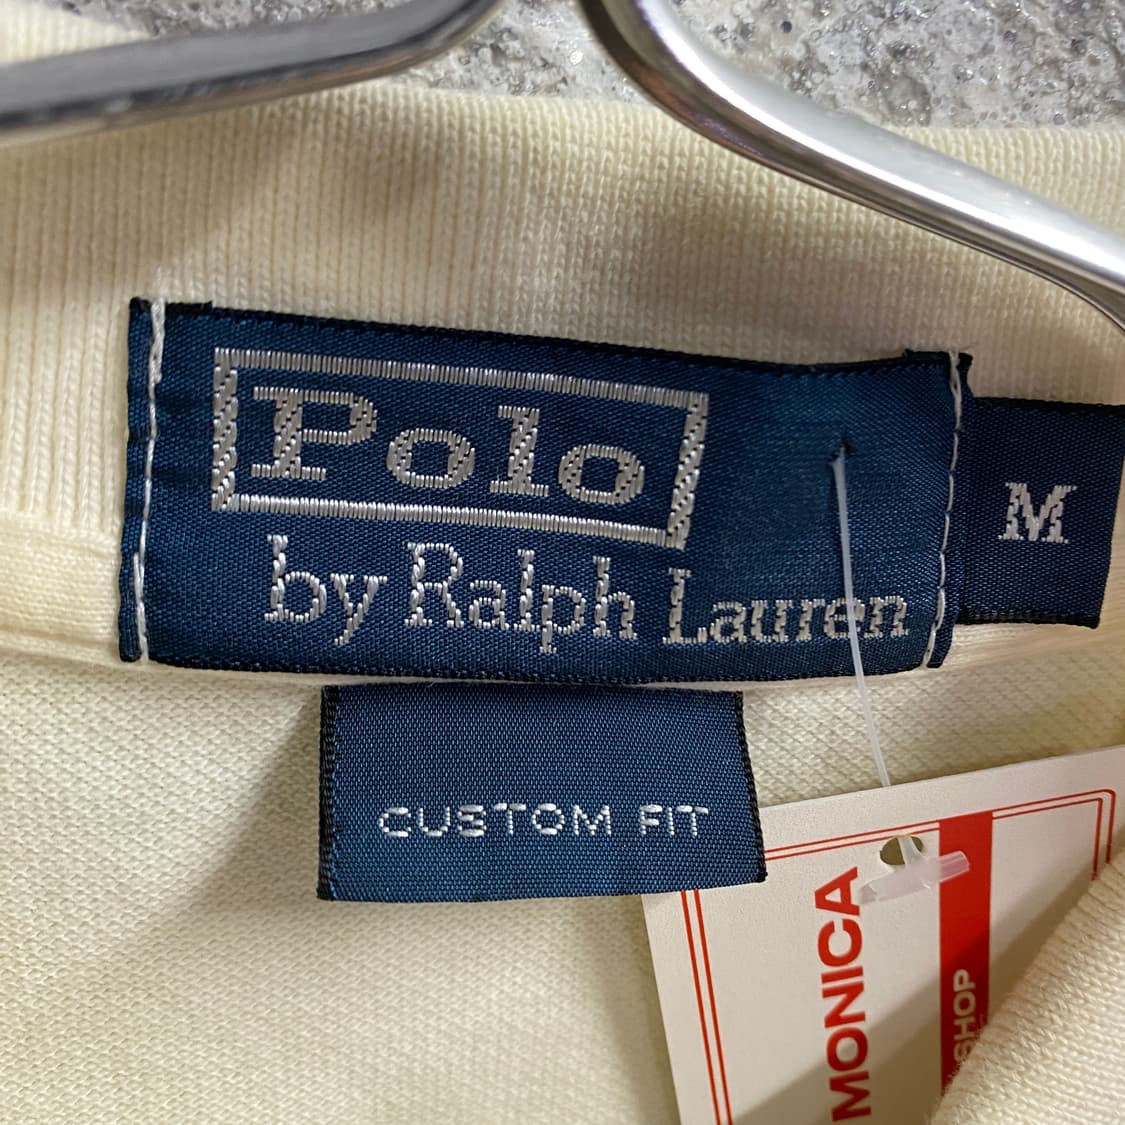 Polo
by Ralph Lauren
M
CUSTOM FIT
MONICA
SHOP